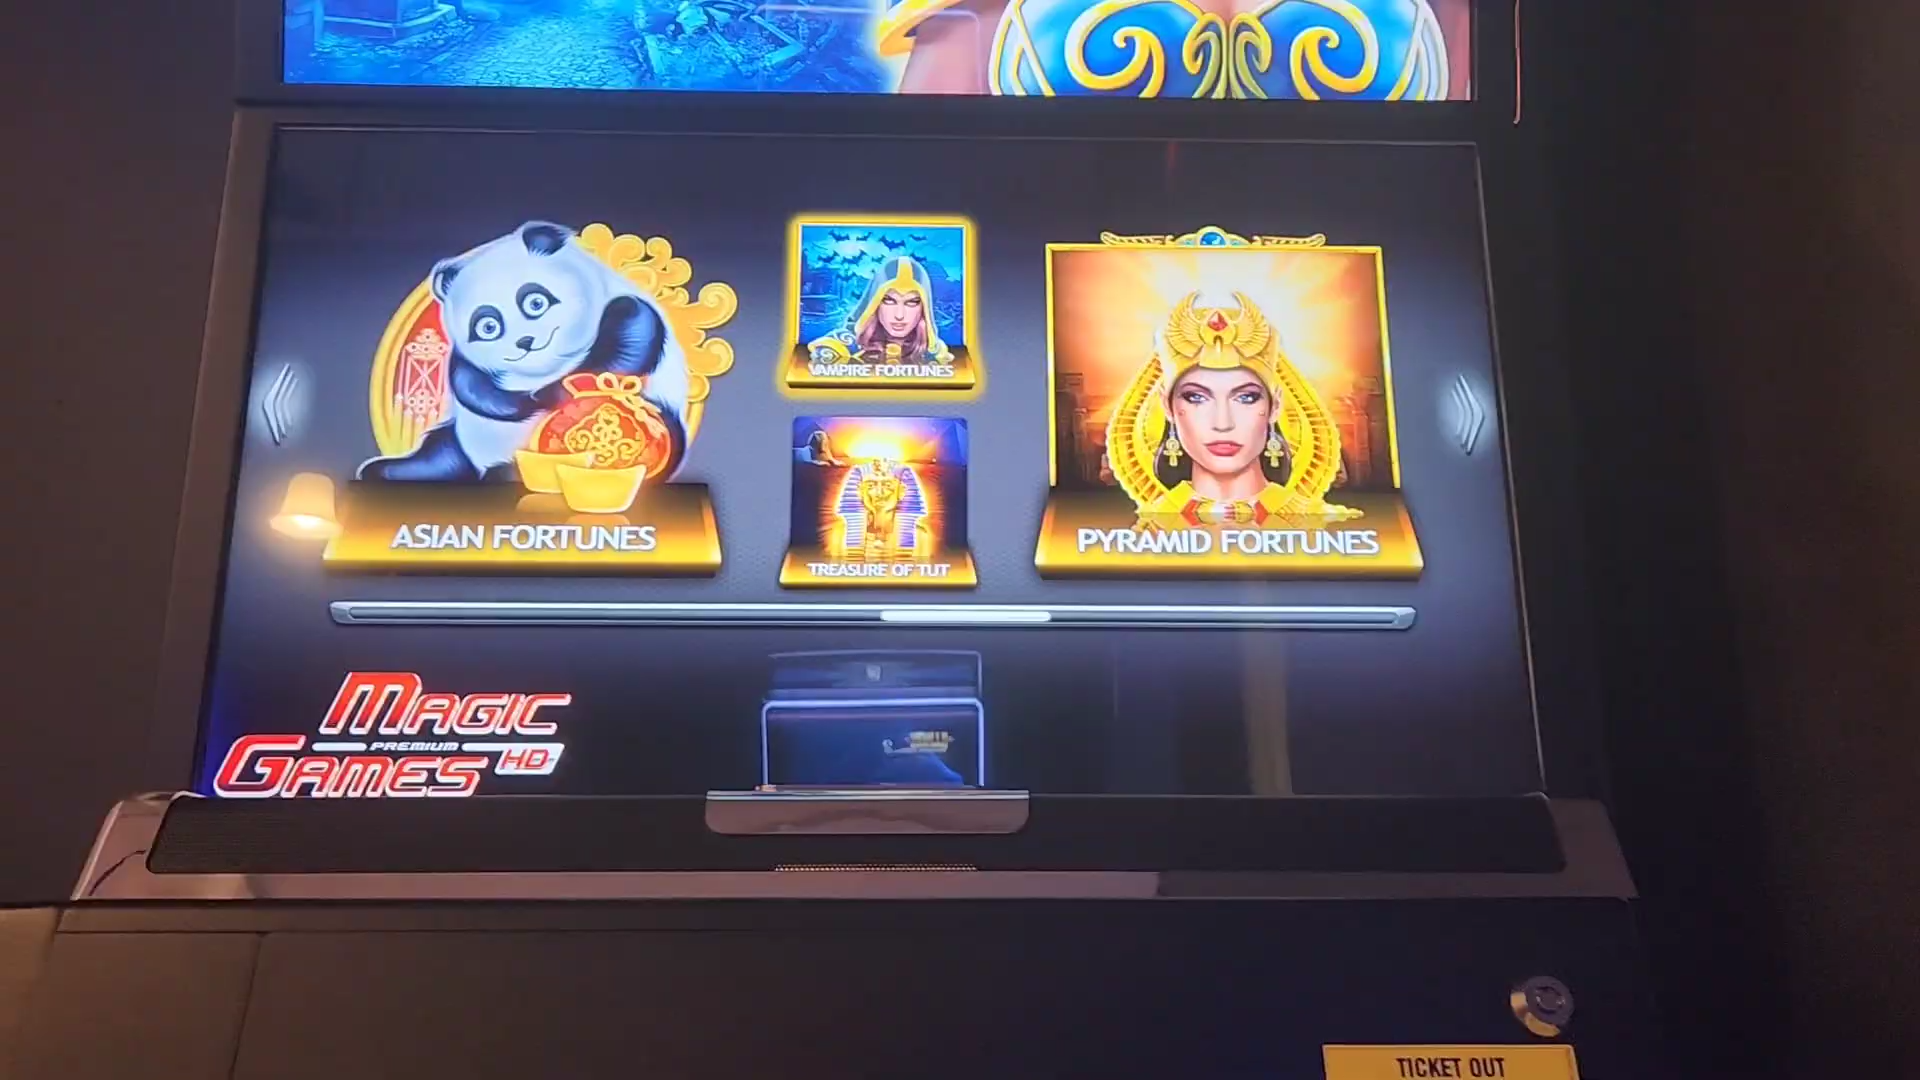 VAMPIRE FORTUNES
ASIAN FORTUNES
PYRAMID FORTUNES
TREASURE OF TUT
MAGIC
PREMIUM
GAMES HD
TICKET OUT